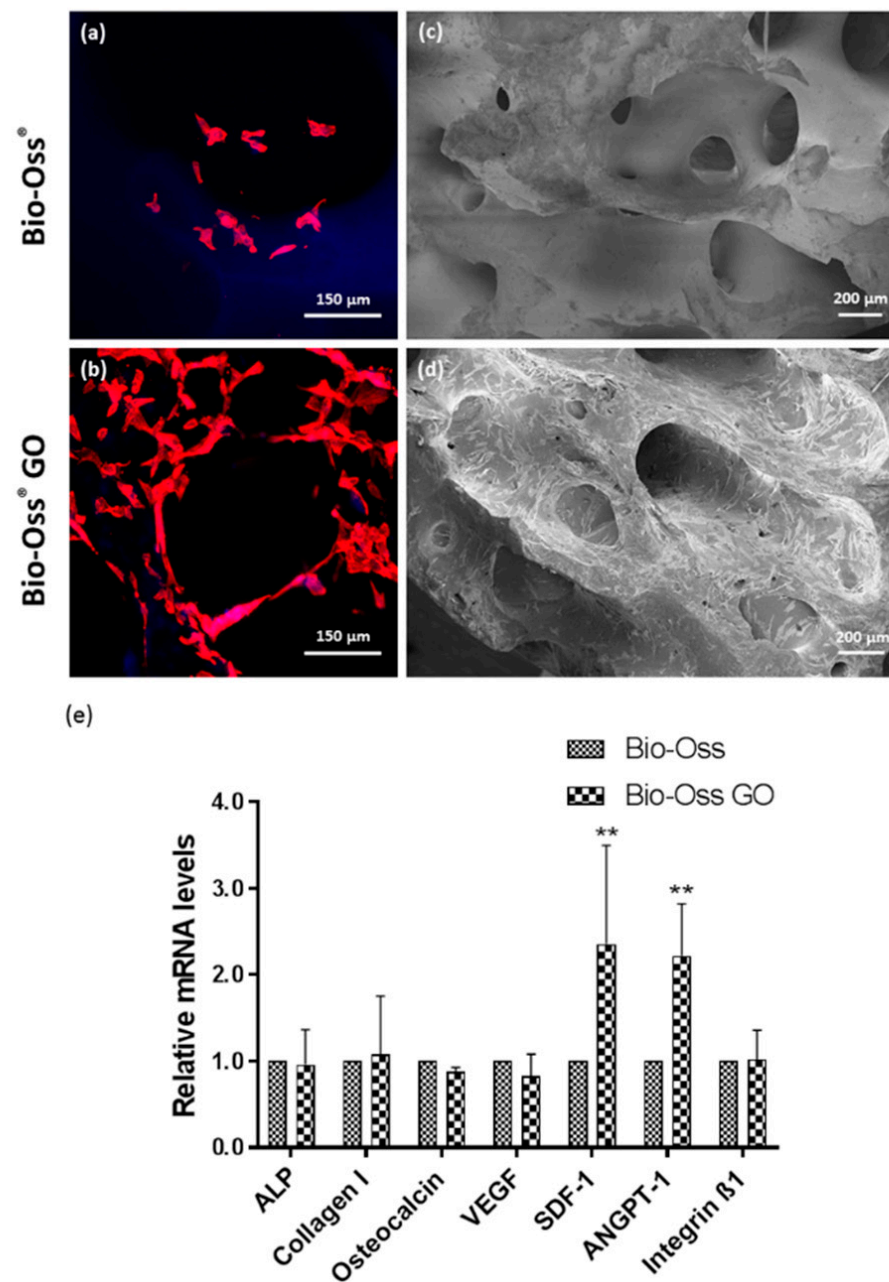 (a)
(c)
Bio-Oss®
150 µm
200 µm
(b)
(d)
Bio-Oss® GO
150 µm
200 µm
(e)
Bio-Oss
Bio-Oss GO
Relative mRNA levels
4.0
3.0
2.0
1.0
0.0
**
**
ALP
Collagen I
Osteocalcin
VEGF
SDF-1
ANGPT-1
Integrin ß1